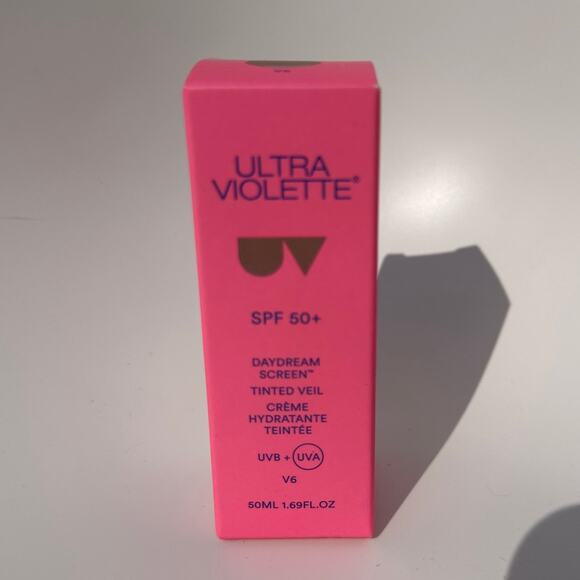 V6
ULTRA
VIOLETTE®
UV
SPF 50+
DAYDREAM
SCREEN™
TINTED VEIL
CRÈME
HYDRATANTE
TEINTÉE
UVB + UVA
V6
50ML 1.69FL.OZ